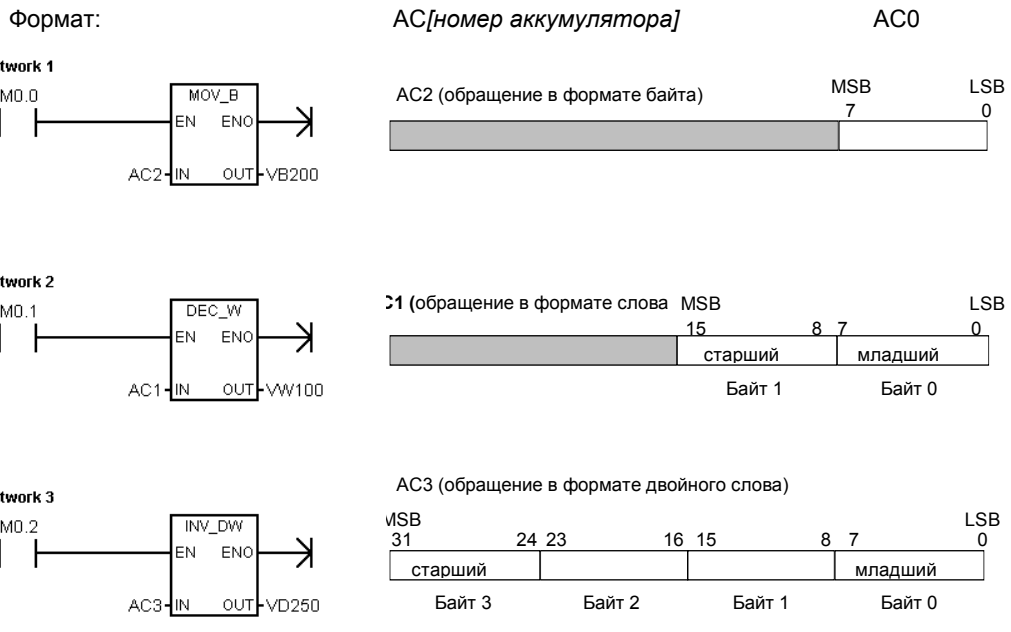 Формат: AC[номер аккумулятора] AC0
twork 1
M0.0
MOV_B
EN ENO
AC2 IN OUT VB200
AC2 (обращение в формате байта) MSB LSB
7 0
twork 2
M0.1
DEC_W
EN ENO
AC1 IN OUT VW100
C1 (обращение в формате слова MSB LSB
15 8 7 0
старший младший
Байт 1 Байт 0
twork 3
M0.2
INV_DW
EN ENO
AC3 IN OUT VD250
AC3 (обращение в формате двойного слова)
MSB LSB
31 24 23 16 15 8 7 0
старший младший
Байт 3 Байт 2 Байт 1 Байт 0